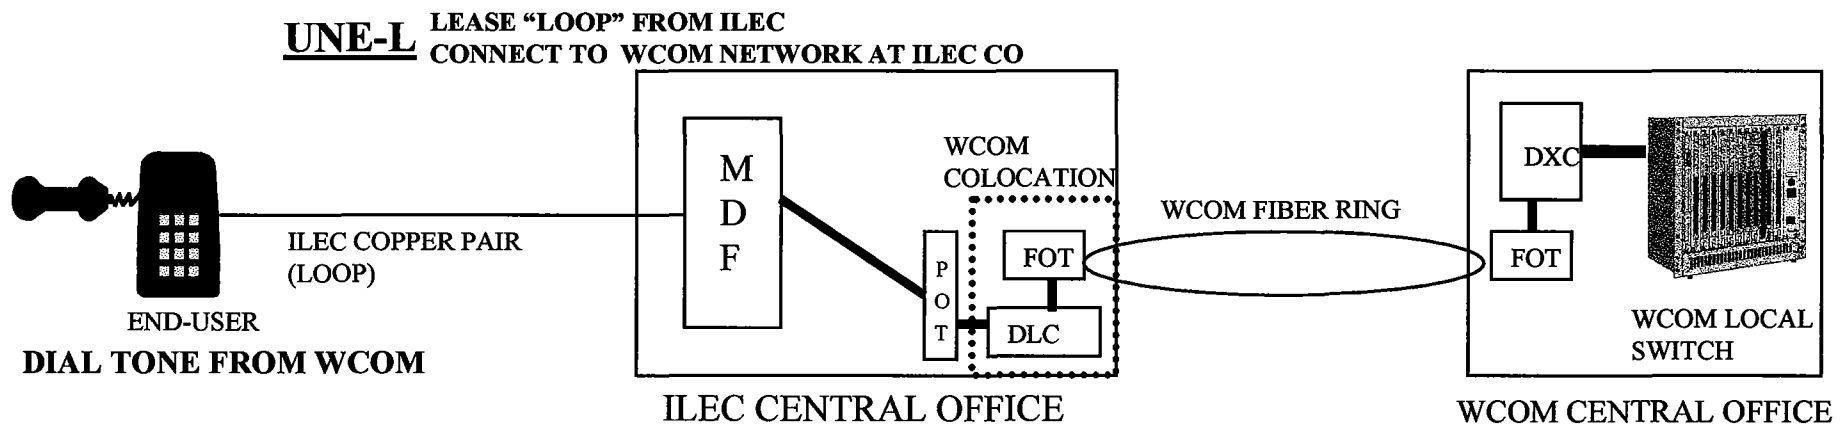 UNE-L
LEASE “LOOP” FROM ILEC
CONNECT TO WCOM NETWORK AT ILEC CO
END-USER
DIAL TONE FROM WCOM
ILEC COPPER PAIR
(LOOP)
M
D
F
P
O
T
WCOM
COLOCATION
FOT
DLC
ILEC CENTRAL OFFICE
WCOM FIBER RING
DXC
FOT
WCOM LOCAL
SWITCH
WCOM CENTRAL OFFICE